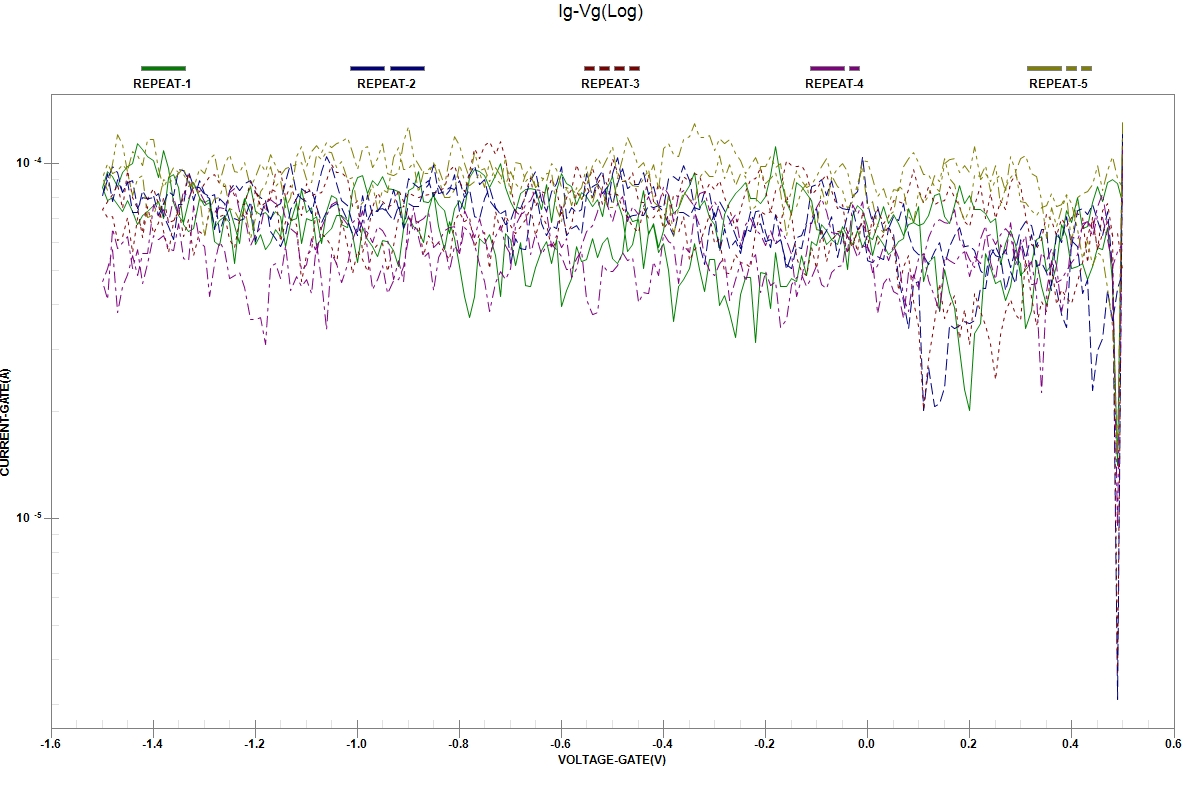 Ig-Vg(Log)
REPEAT-1 REPEAT-2 REPEAT-3 REPEAT-4 REPEAT-5
10 -4
10 -5
CURRENT-GATE(A)
-1.6 -1.4 -1.2 -1.0 -0.8 -0.6 -0.4 -0.2 0.0 0.2 0.4 0.6
VOLTAGE-GATE(V)